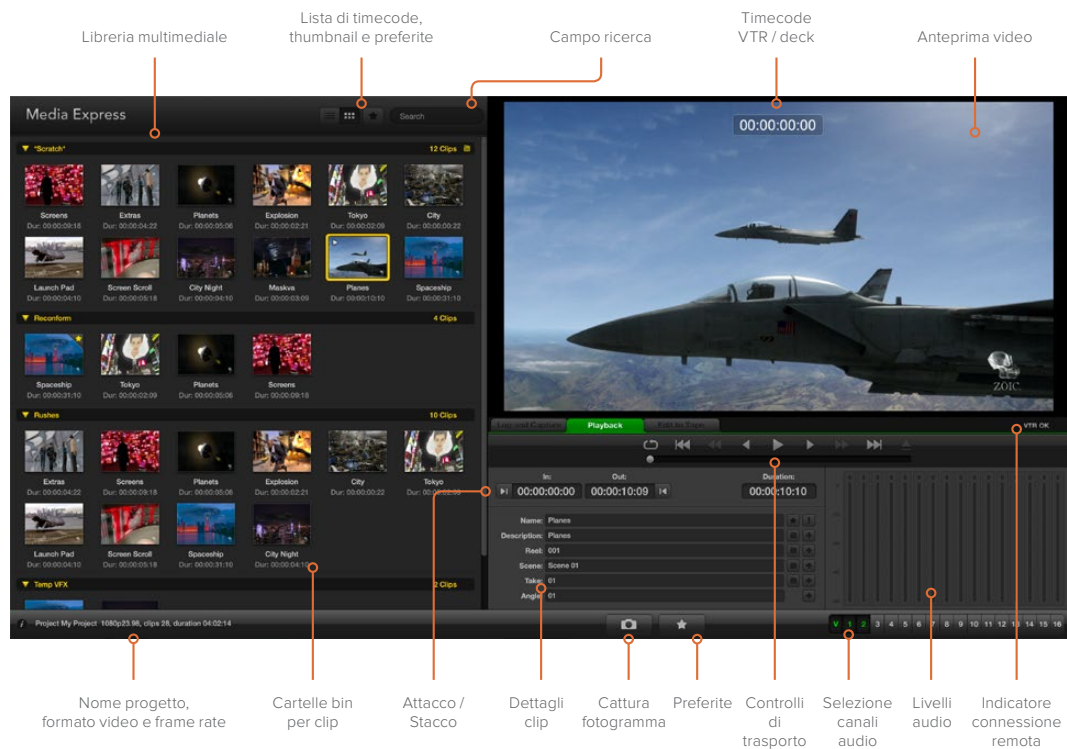 Lista di timecode,
thumbnail e preferite
Timecode
VTR / deck
Libreria multimediale
Campo ricerca
Anteprima video
Media Express
Search
00:00:00:00
"Scratch"
12 Clips
Screens
Extras
Planets
Explosion
Tokyo
City
Dur: 00:00:09:18
Dur: 00:00:04:22
Dur: 00:00:05:06
Dur: 00:00:02:21
Dur: 00:00:02:09
Dur: 00:00:00:22
Launch Pad
Screen Scroll
City Night
Maskva
Planes
Spaceship
Dur: 00:00:04:10
Dur: 00:00:05:18
Dur: 00:00:04:10
Dur: 00:00:03:09
Dur: 00:00:10:10
Dur: 00:00:31:10
Reconform
4 Clips
Spaceship
Tokyo
Planets
Screens
Dur: 00:00:31:10
Dur: 00:00:02:09
Dur: 00:00:05:06
Dur: 00:00:09:18
Rushes
10 Clips
Extras
Screens
Planets
Explosion
City
Tokyo
Dur: 00:00:04:22
Dur: 00:00:09:18
Dur: 00:00:05:06
Dur: 00:00:02:21
Dur: 00:00:00:22
Dur: 00:00:02:09
Launch Pad
Screen Scroll
Spaceship
City Night
Dur: 00:00:04:10
Dur: 00:00:05:18
Dur: 00:00:31:10
Dur: 00:00:04:10
Temp VFX
2 Clips
ZOIC
Log and Capture
Playback
Edit to Tape
VTR OK
In:
Out:
Duration:
00:00:00:00
00:00:10:09
00:00:10:10
Name: Planes
Description: Planes
Reel: 001
Scene: Scene 01
Take: 01
Angle: 01
Project My Project 1080p23.98, clips 28, duration 04:02:14
V 1 2 3 4 5 6 7 8 9 10 11 12 13 14 15 16
Nome progetto,
formato video e frame rate
Cartelle bin
per clip
Attacco /
Stacco
Dettagli
clip
Cattura
fotogramma
Preferite
Controlli
di
trasporto
Selezione
canali
audio
Livelli
audio
Indicatore
connessione
remota